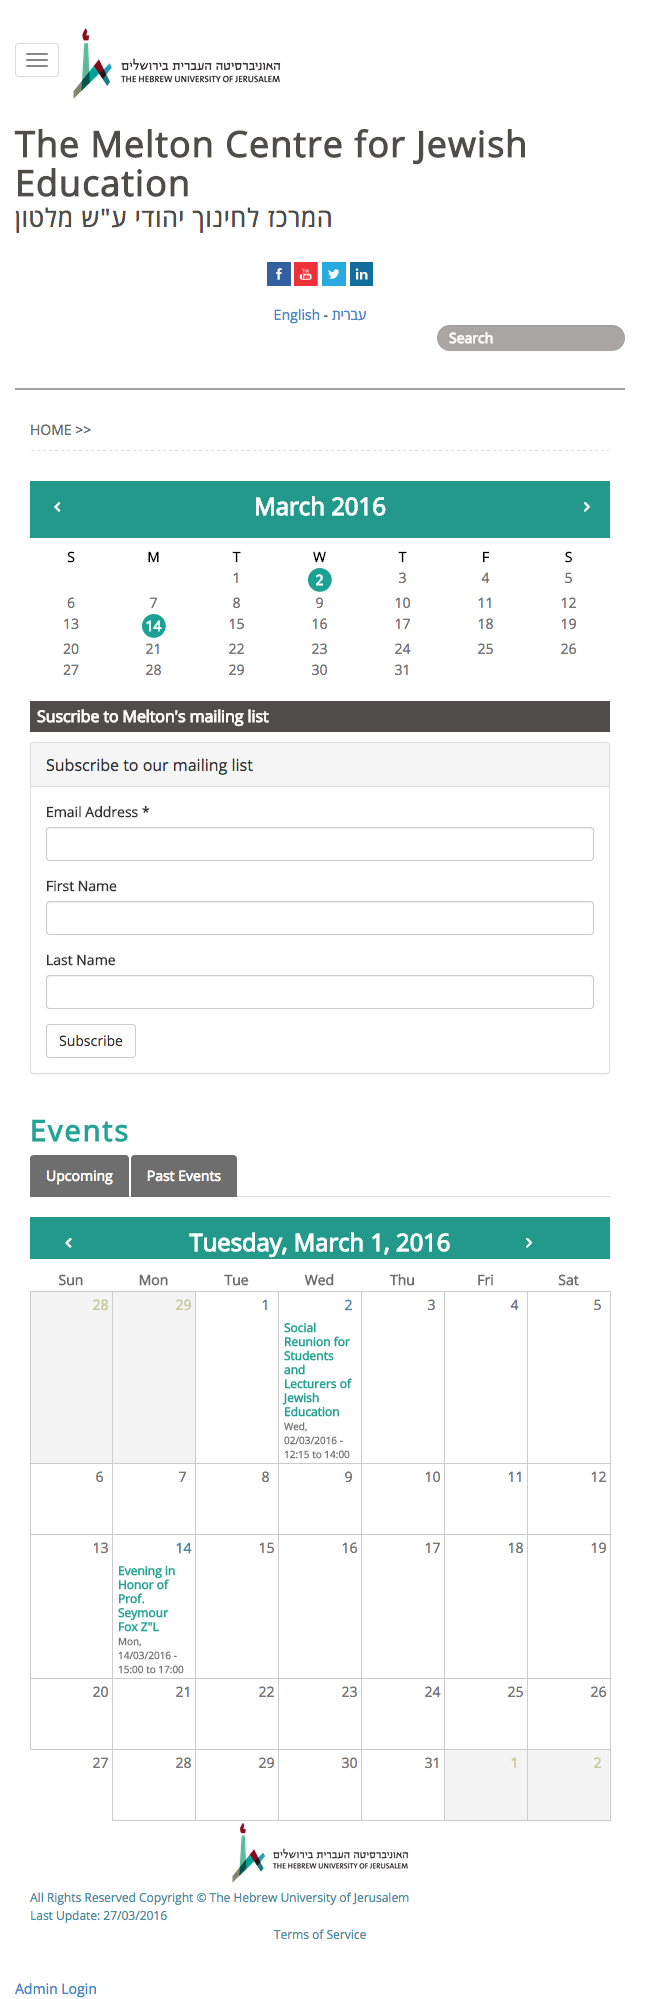 האוניברסיטה העברית בירושלים
THE HEBREW UNIVERSITY OF JERUSALEM
The Melton Centre for Jewish
Education
המרכז לחינוך יהודי ע"ש מלטון
English - עברית
Search
HOME >>
March 2016
S M T W T F S
1 2 3 4 5
6 7 8 9 10 11 12
13 14 15 16 17 18 19
20 21 22 23 24 25 26
27 28 29 30 31
Suscribe to Melton's mailing list
Subscribe to our mailing list
Email Address *
First Name
Last Name
Subscribe
Events
Upcoming Past Events
Tuesday, March 1, 2016
Sun Mon Tue Wed Thu Fri Sat
28 29 1 2 3 4 5
Social
Reunion for
Students
and
Lecturers of
Jewish
Education
Wed,
02/03/2016 -
12:15 to 14:00
6 7 8 9 10 11 12
13 14 15 16 17 18 19
Evening in
Honor of
Prof.
Seymour
Fox Z"L
Mon,
14/03/2016 -
15:00 to 17:00
20 21 22 23 24 25 26
27 28 29 30 31 1 2
האוניברסיטה העברית בירושלים
THE HEBREW UNIVERSITY OF JERUSALEM
All Rights Reserved Copyright © The Hebrew University of Jerusalem
Last Update: 27/03/2016
Terms of Service
Admin Login